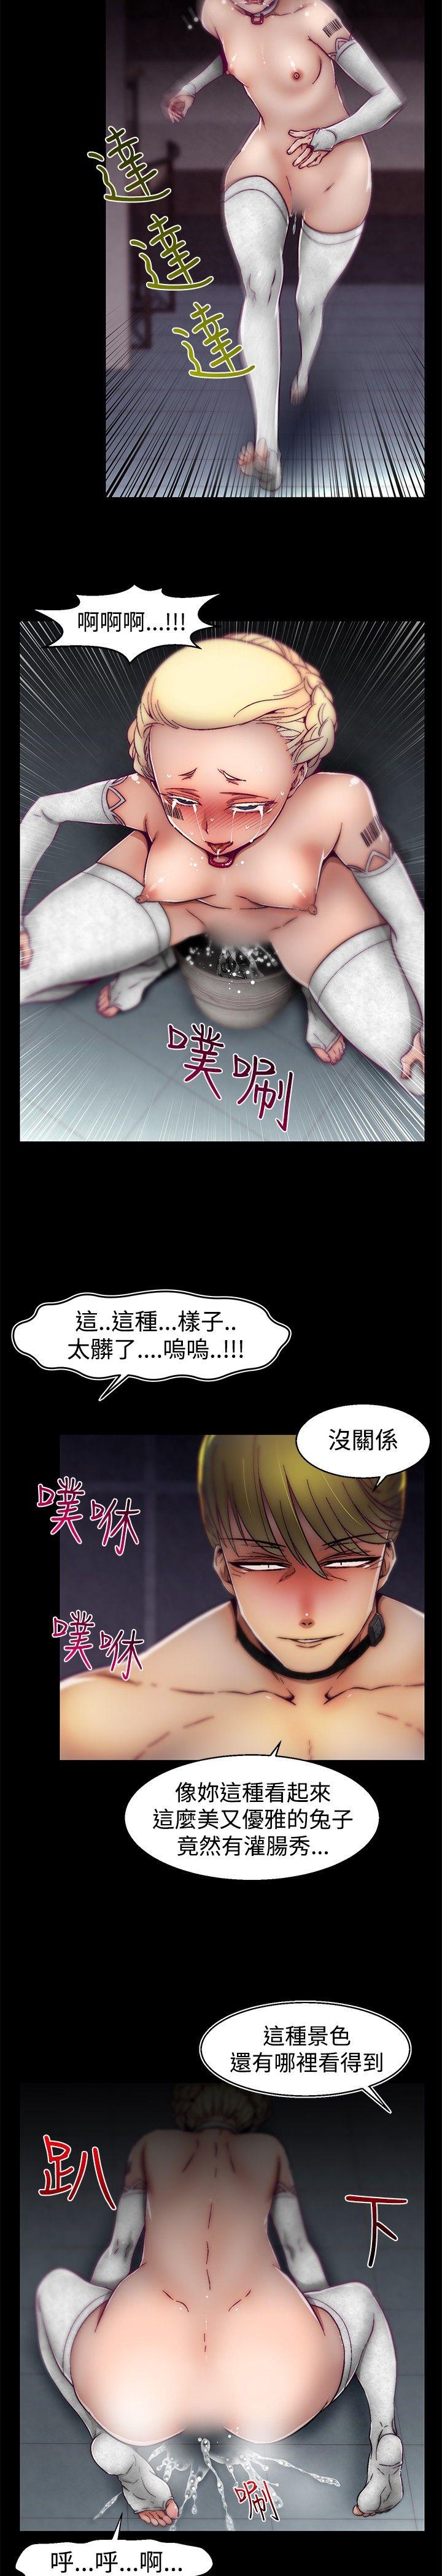 達
達
達
啊啊啊...!!!
噗唰
這..這種...樣子..
太髒了....嗚嗚..!!!
沒關係
噗咻
噗咻
像妳這種看起來
這麼美又優雅的兔子
竟然有灌腸秀...
這種景色
還有哪裡看得到
趴
下
唰
呼...呼...啊...